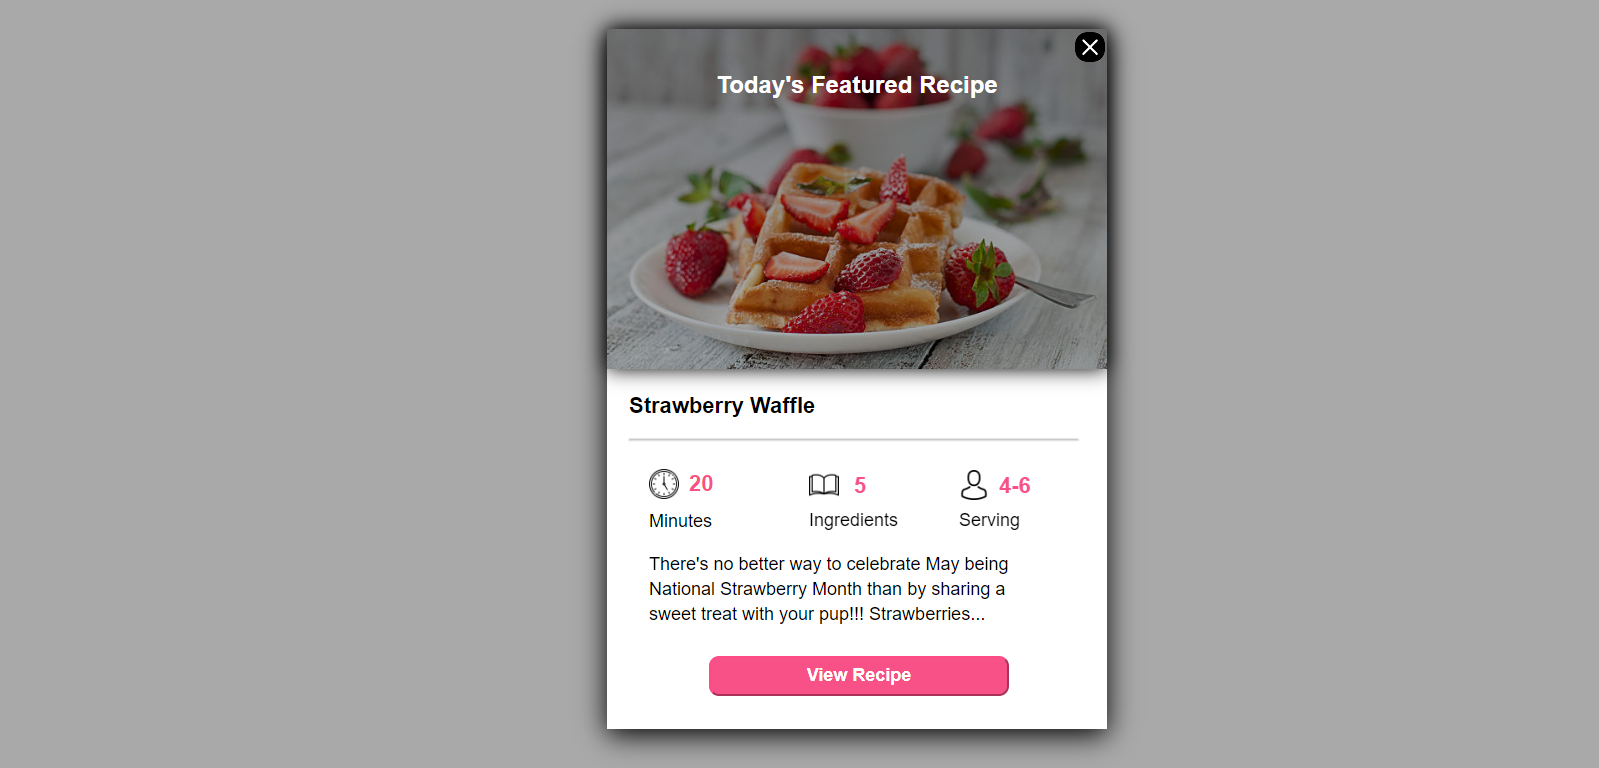 Today's Featured Recipe
Strawberry Waffle
20
Minutes
5
Ingredients
4-6
Serving
There's no better way to celebrate May being
National Strawberry Month than by sharing a
sweet treat with your pup!!! Strawberries...
View Recipe